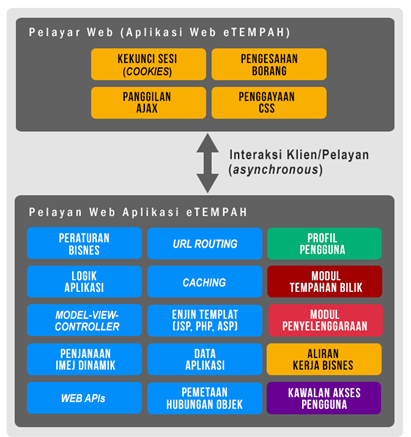 Pelayar Web (Aplikasi Web eTEMPAH)
KEKUNCI SESI
(COOKIES)
PENGESAHAN
BORANG
PANGGILAN
AJAX
PENGGAYAAN
CSS
Interaksi Klien/Pelayan
(asynchronous)
Pelayan Web Aplikasi eTEMPAH
PERATURAN
BISNES
URL ROUTING
PROFIL
PENGGUNA
LOGIK
APLIKASI
CACHING
MODUL
TEMPAHAN BILIK
MODEL-VIEW-
CONTROLLER
ENJIN TEMPLAT
(JSP, PHP, ASP)
MODUL
PENYELENGGARAAN
PENJANAAN
IMEJ DINAMIK
DATA
APLIKASI
ALIRAN
KERJA BISNES
WEB APIs
PEMETAAN
HUBUNGAN OBJEK
KAWALAN AKSES
PENGGUNA